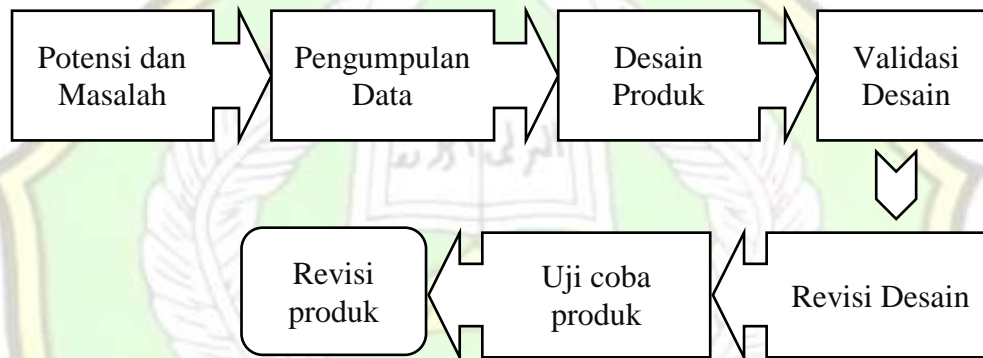 Potensi dan
Masalah
Pengumpulan
Data
Desain
Produk
Validasi
Desain
Revisi Desain
Uji coba
produk
Revisi
produk